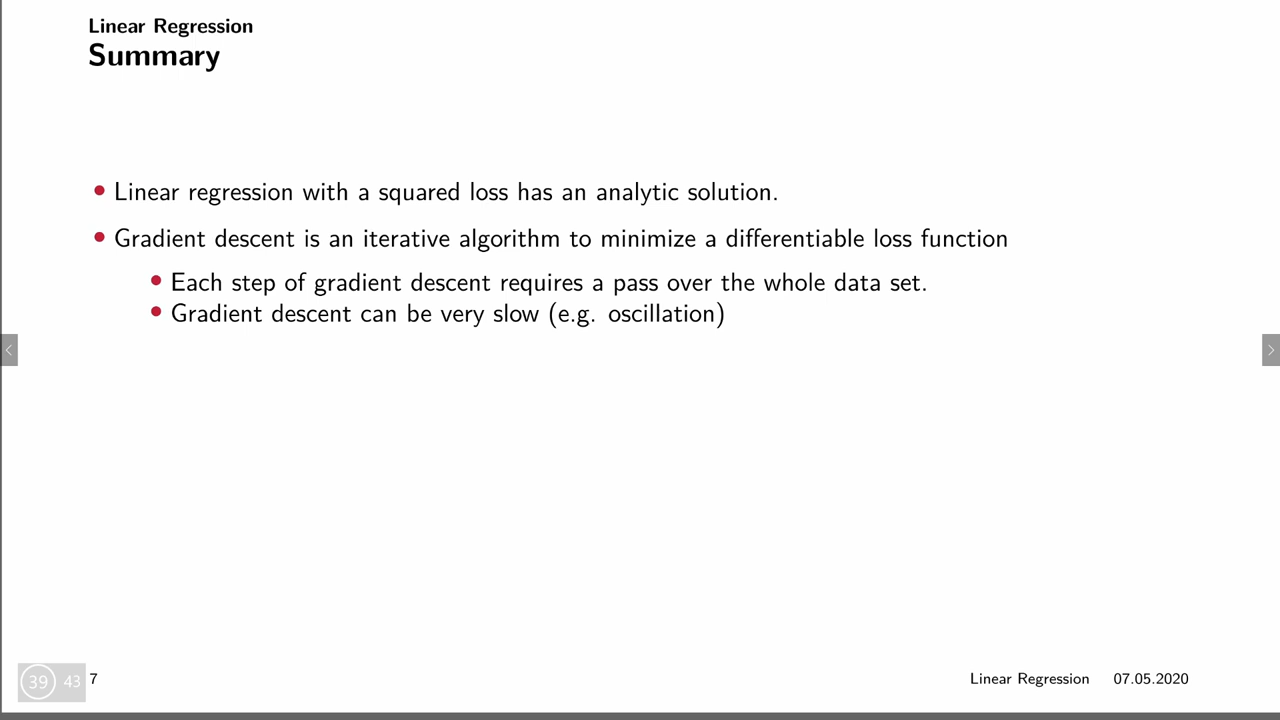 Linear Regression
Summary
• Linear regression with a squared loss has an analytic solution.
• Gradient descent is an iterative algorithm to minimize a differentiable loss function
• Each step of gradient descent requires a pass over the whole data set.
• Gradient descent can be very slow (e.g. oscillation)
39 43 7
Linear Regression 07.05.2020